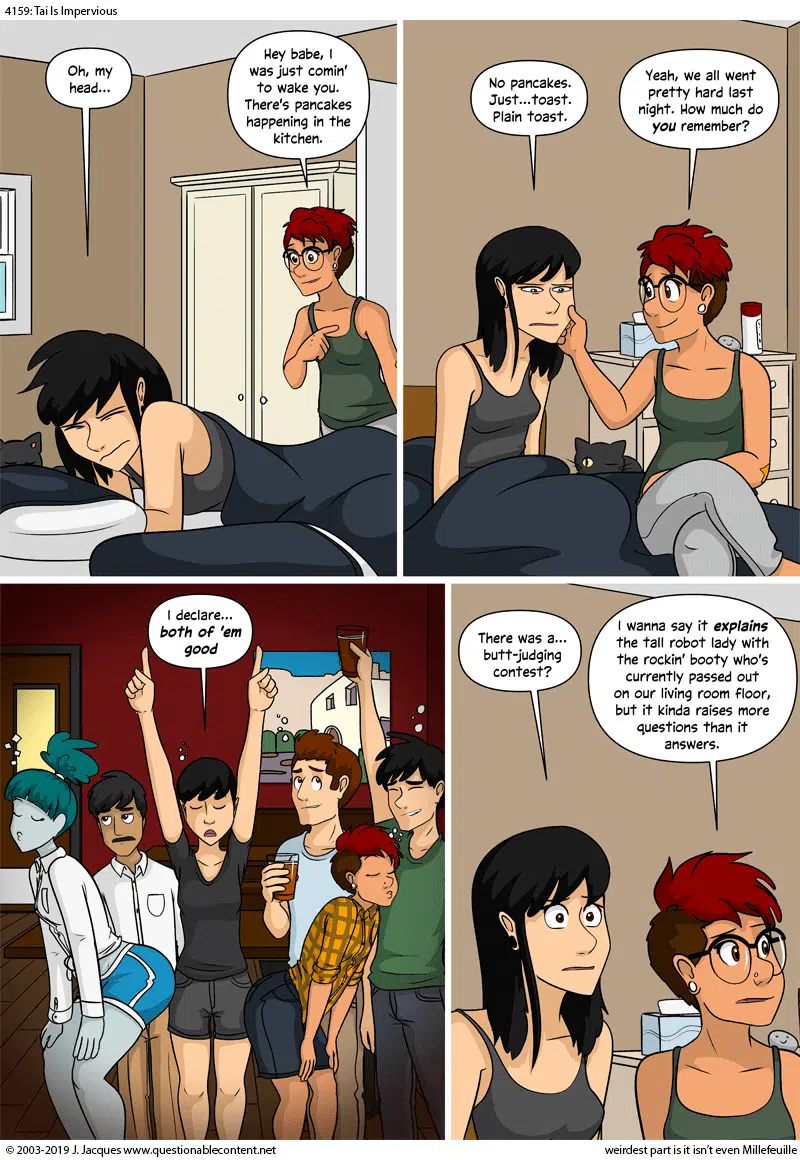 4159: Tai Is Impervious
Oh, my
head...
Hey babe, I
was just comin'
to wake you.
There's pancakes
happening in the
kitchen.
No pancakes.
Just...toast.
Plain toast.
Yeah, we all went
pretty hard last
night. How much do
you remember?
I declare...
both of 'em
good
There was a...
butt-judging
contest?
I wanna say it explains
the tall robot lady with
the rockin' booty who's
currently passed out
on our living room floor,
but it kinda raises more
questions than it
answers.
© 2003-2019 J. Jacques www.questionablecontent.net
weirdest part is it isn't even Millefeuille